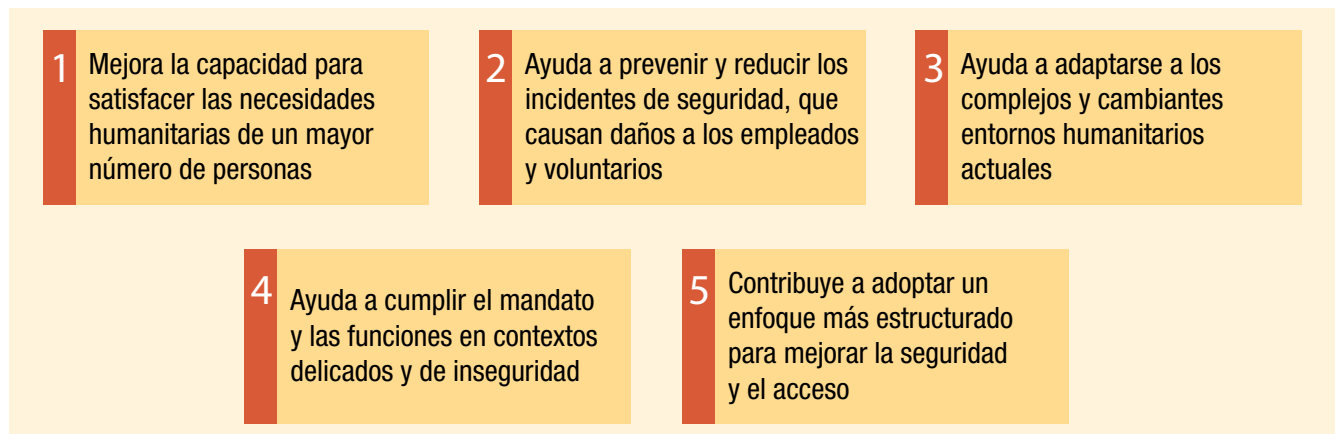 1
Mejora la capacidad para
satisfacer las necesidades
humanitarias de un mayor
número de personas
2
Ayuda a prevenir y reducir los
incidentes de seguridad, que
causan daños a los empleados
y voluntarios
3
Ayuda a adaptarse a los
complejos y cambiantes
entornos humanitarios
actuales
4
Ayuda a cumplir el mandato
y las funciones en contextos
delicados y de inseguridad
5
Contribuye a adoptar un
enfoque más estructurado
para mejorar la seguridad
y el acceso